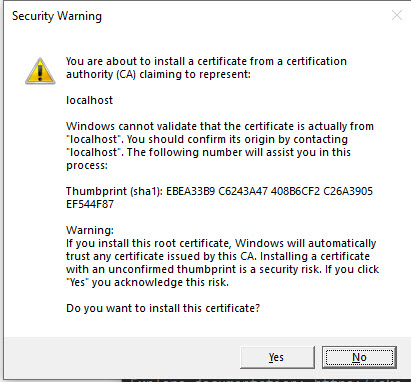 Security Warning
You are about to install a certificate from a certification
authority (CA) claiming to represent:
localhost
Windows cannot validate that the certificate is actually from
"localhost". You should confirm its origin by contacting
"localhost". The following number will assist you in this
process:
Thumbprint (sha1): EBEA33B9 C6243A47 408B6CF2 C26A3905
EF544F87
Warning:
If you install this root certificate, Windows will automatically
trust any certificate issued by this CA. Installing a certificate
with an unconfirmed thumbprint is a security risk. If you click
"Yes" you acknowledge this risk.
Do you want to install this certificate?
Yes
No